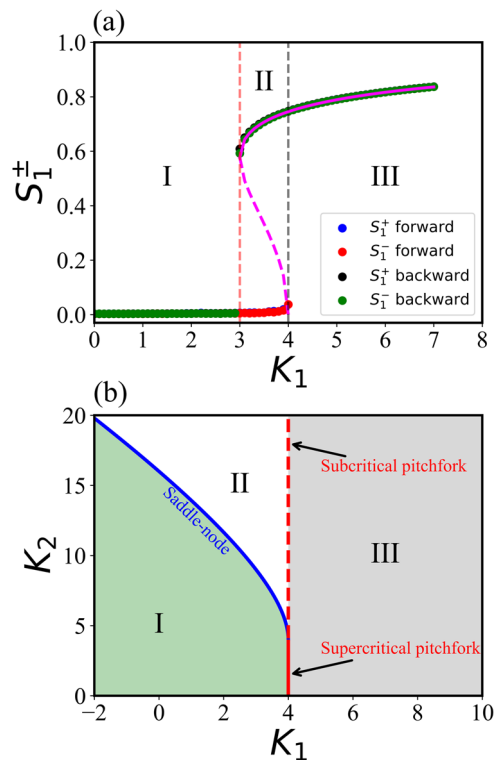 (a)
1.0
0.8
0.6
0.4
0.2
0.0
S₁±
I
II
III
S₁⁺ forward
S₁⁻ forward
S₁⁺ backward
S₁⁻ backward
0 1 2 3 4 5 6 7 8
K₁
(b)
20
15
10
5
0
K₂
Saddle-node
I
II
III
Subcritical pitchfork
Supercritical pitchfork
−2 0 2 4 6 8 10
K₁